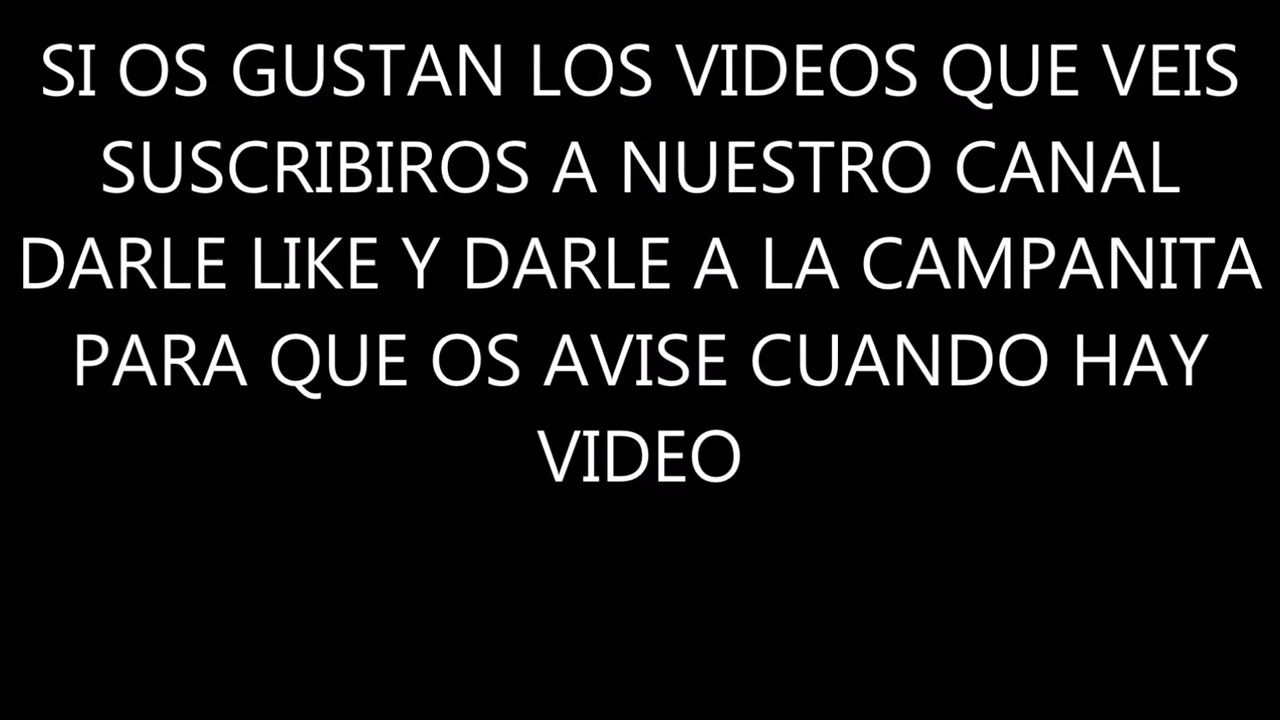 SI OS GUSTAN LOS VIDEOS QUE VEIS
SUSCRIBIROS A NUESTRO CANAL
DARLE LIKE Y DARLE A LA CAMPANITA
PARA QUE OS AVISE CUANDO HAY
VIDEO